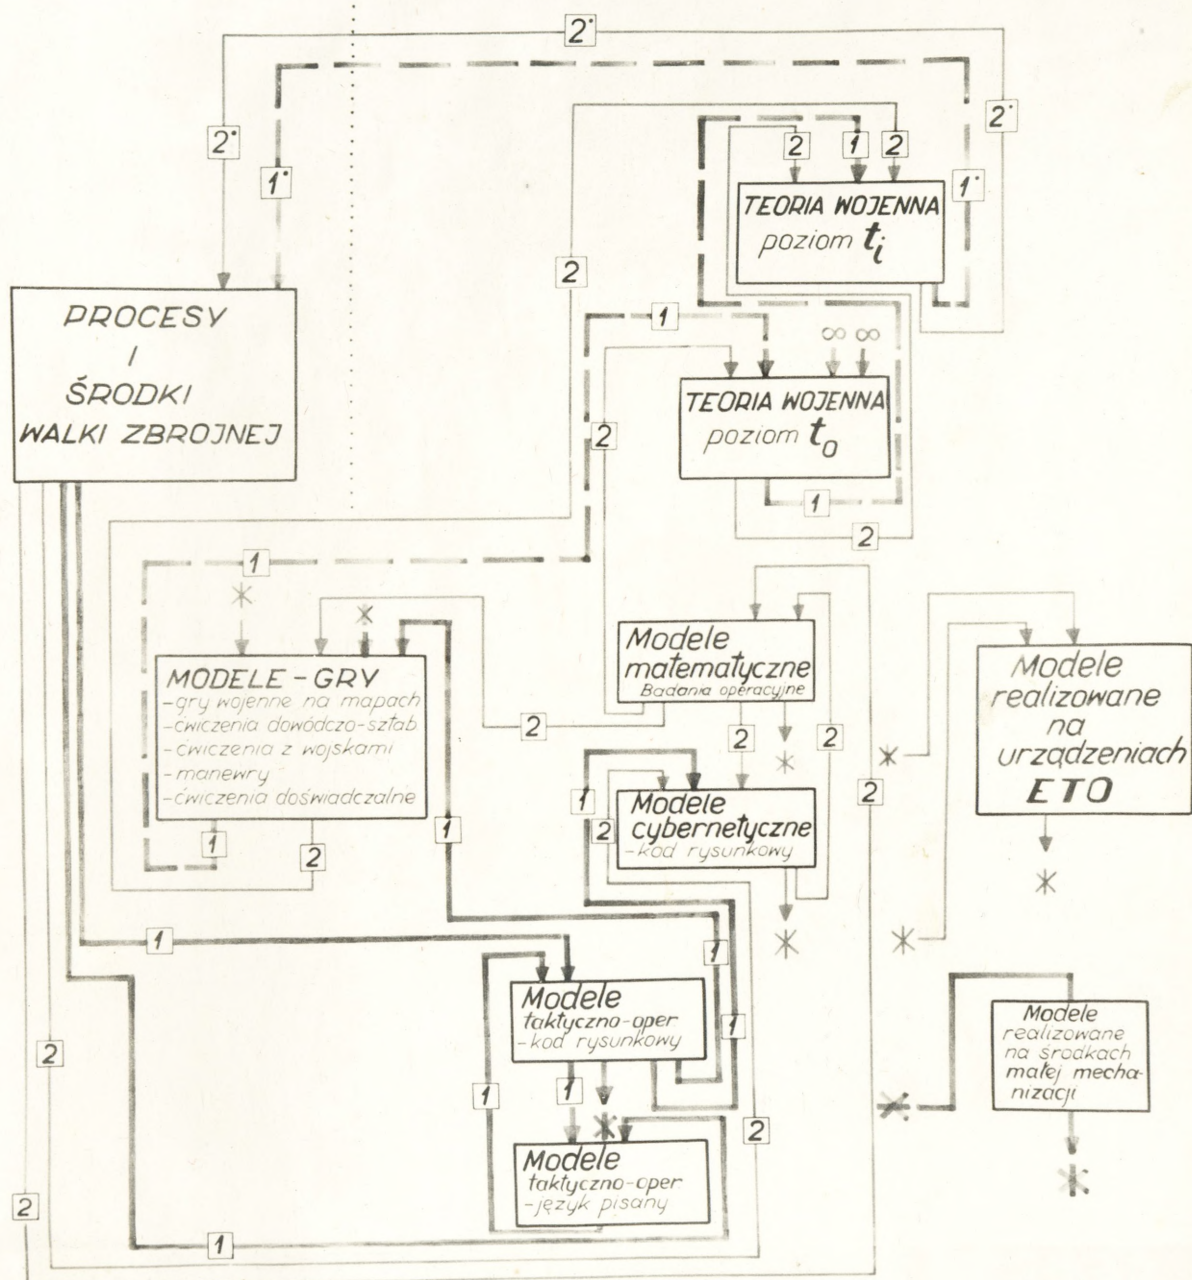 2°
2°
2°
1°
1°
2
1
2
TEORIA WOJENNA
poziom ti
2
1
∞ ∞
TEORIA WOJENNA
poziom to
2
1
2
PROCESY
I
ŚRODKI
WALKI ZBROJNEJ
1
MODELE - GRY
-gry wojenne na mapach
-ćwiczenia dowódczo-sztab
-ćwiczenia z wojskami
-manewry
-ćwiczenia doświadczalne
1
2
2
1
Modele
matematyczne
Badania operacyjne
2
2
2
1
2
Modele
cybernetyczne
-kod rysunkowy
Modele
realizowane
na
urządzeniach
ETO
1
1
Modele
taktyczno-oper
-kod rysunkowy
1
1
1
2
Modele
taktyczno-oper
-język pisany
Modele
realizowane
na środkach
małej mecha-
nizacji
2
2
1